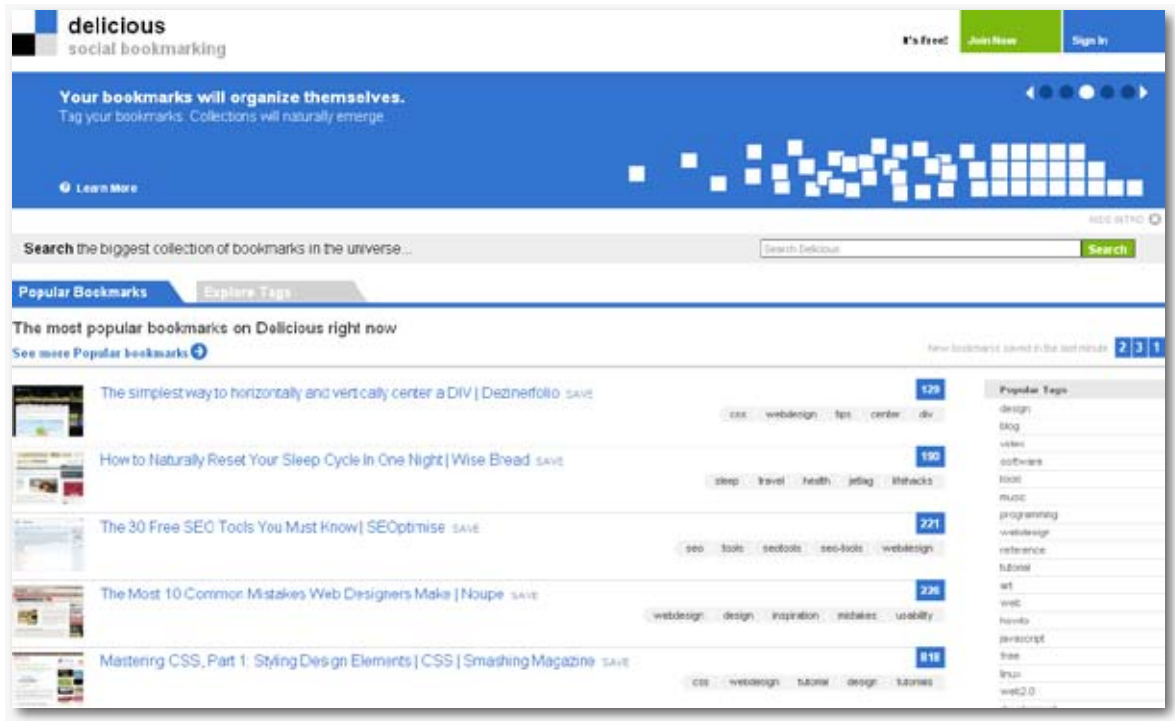 delicious
social bookmarking
It's free!
Join Now
Sign In
Your bookmarks will organize themselves.
Tag your bookmarks. Collections will naturally emerge.
Learn More
HIDE INTRO
Search the biggest collection of bookmarks in the universe...
Search Delicious
Search
Popular Bookmarks
Explore Tags
The most popular bookmarks on Delicious right now
See more Popular bookmarks
New bookmarks saved in the last minute 2 3 1
The simplest way to horizontally and vertically center a DIV | Dezinerfolio SAVE
129
css webdesign tips center div
How to Naturally Reset Your Sleep Cycle In One Night | Wise Bread SAVE
190
sleep travel health jetlag lifehacks
The 30 Free SEO Tools You Must Know | SEOptimise SAVE
221
seo tools seotools seo-tools webdesign
The Most 10 Common Mistakes Web Designers Make | Noupe SAVE
226
webdesign design inspiration mistakes usability
Mastering CSS, Part 1: Styling Design Elements | CSS | Smashing Magazine SAVE
818
css webdesign tutorial design tutorials
Popular Tags
design
blog
video
software
tools
music
programming
webdesign
reference
tutorial
art
web
howto
javascript
free
linux
web2.0